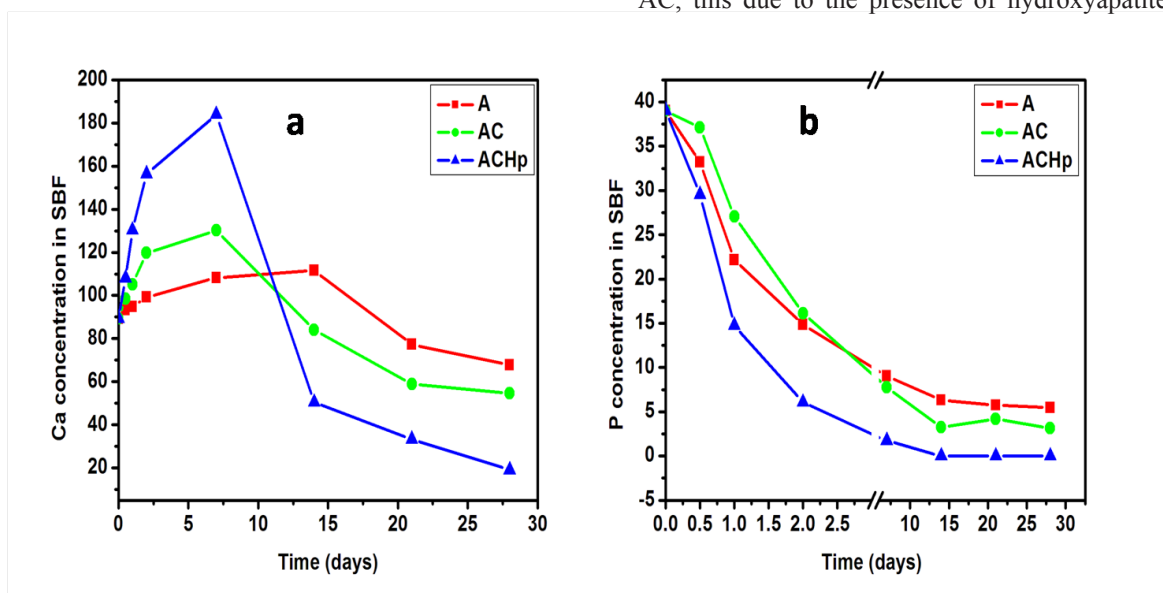 AC, this due to the presence of hydroxyapatite
200
180
160
140
120
100
80
60
40
20
0
5
10
15
20
25
30
Ca concentration in SBF
Time (days)
a
A
AC
ACHp
40
35
30
25
20
15
10
5
0
-5
0.0
0.5
1.0
1.5
2.0
2.5
10
15
20
25
30
P concentration in SBF
Time (days)
b
A
AC
ACHp